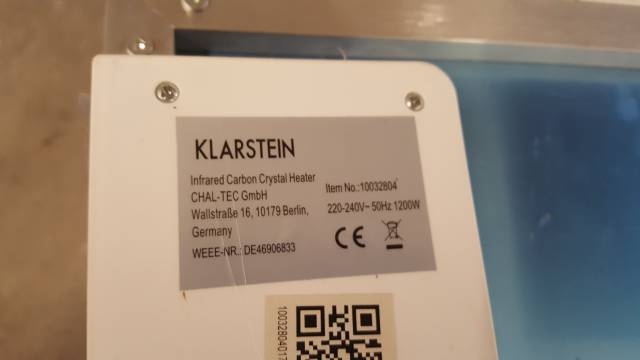 KLARSTEIN
Infrared Carbon Crystal Heater
CHAL-TEC GmbH
Wallstraße 16, 10179 Berlin,
Germany
WEEE-NR.: DE46906833
Item No.:10032804
220-240V~ 50Hz 1200W
CE